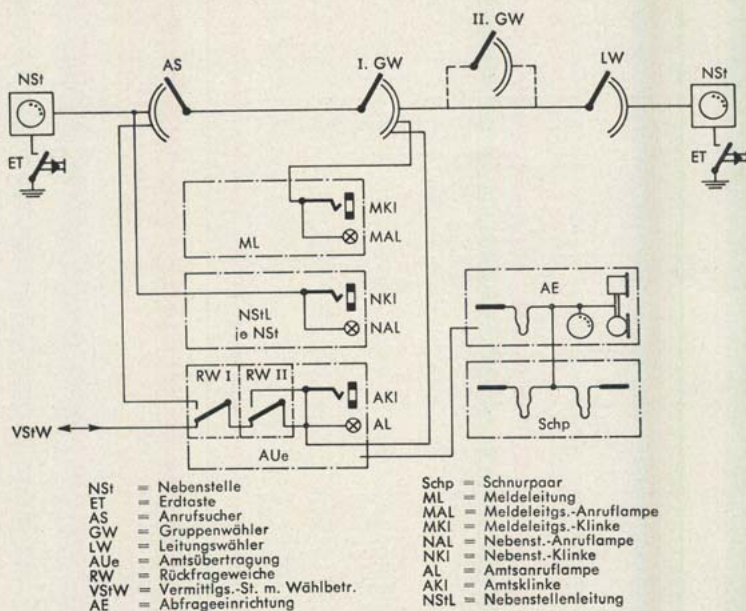 II. GW
NSt
AS
I. GW
LW
NSt
ET
ET
MKl
MAL
ML
AE
NStL
je NSt
NKl
NAL
RW I
RW II
AKl
AL
Schp
VStW
AUe
NSt = Nebenstelle
ET = Erdtaste
AS = Anrufsucher
GW = Gruppenwähler
LW = Leitungswähler
AUe = Amtsübertragung
RW = Rückfrageweiche
VStW = Vermittlgs.-St. m. Wählbetr.
AE = Abfrageeinrichtung
Schp = Schnurpaar
ML = Meldeleitung
MAL = Meldeleitgs.-Anruflampe
MKl = Meldeleitgs.-Klinke
NAL = Nebenst.-Anruflampe
NKl = Nebenst.-Klinke
AL = Amtsanruflampe
AKl = Amtsklinke
NStL = Nebenstellenleitung